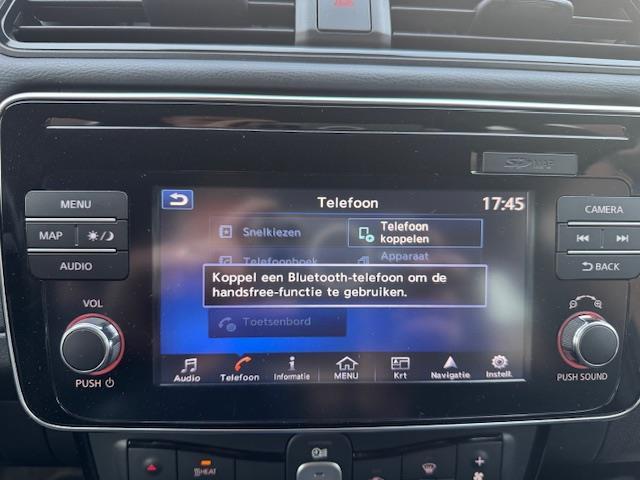 SD MAP
MENU
MAP
AUDIO
VOL
PUSH
Telefoon
17:45
Snelkiezen
Telefoon
koppelen
Telefoonboek
Apparaat
Koppel een Bluetooth-telefoon om de
handsfree-functie te gebruiken.
Toetsenbord
Audio
Telefoon
Informatie
MENU
Krt
Navigatie
Instell.
CAMERA
BACK
PUSH SOUND
HEAT